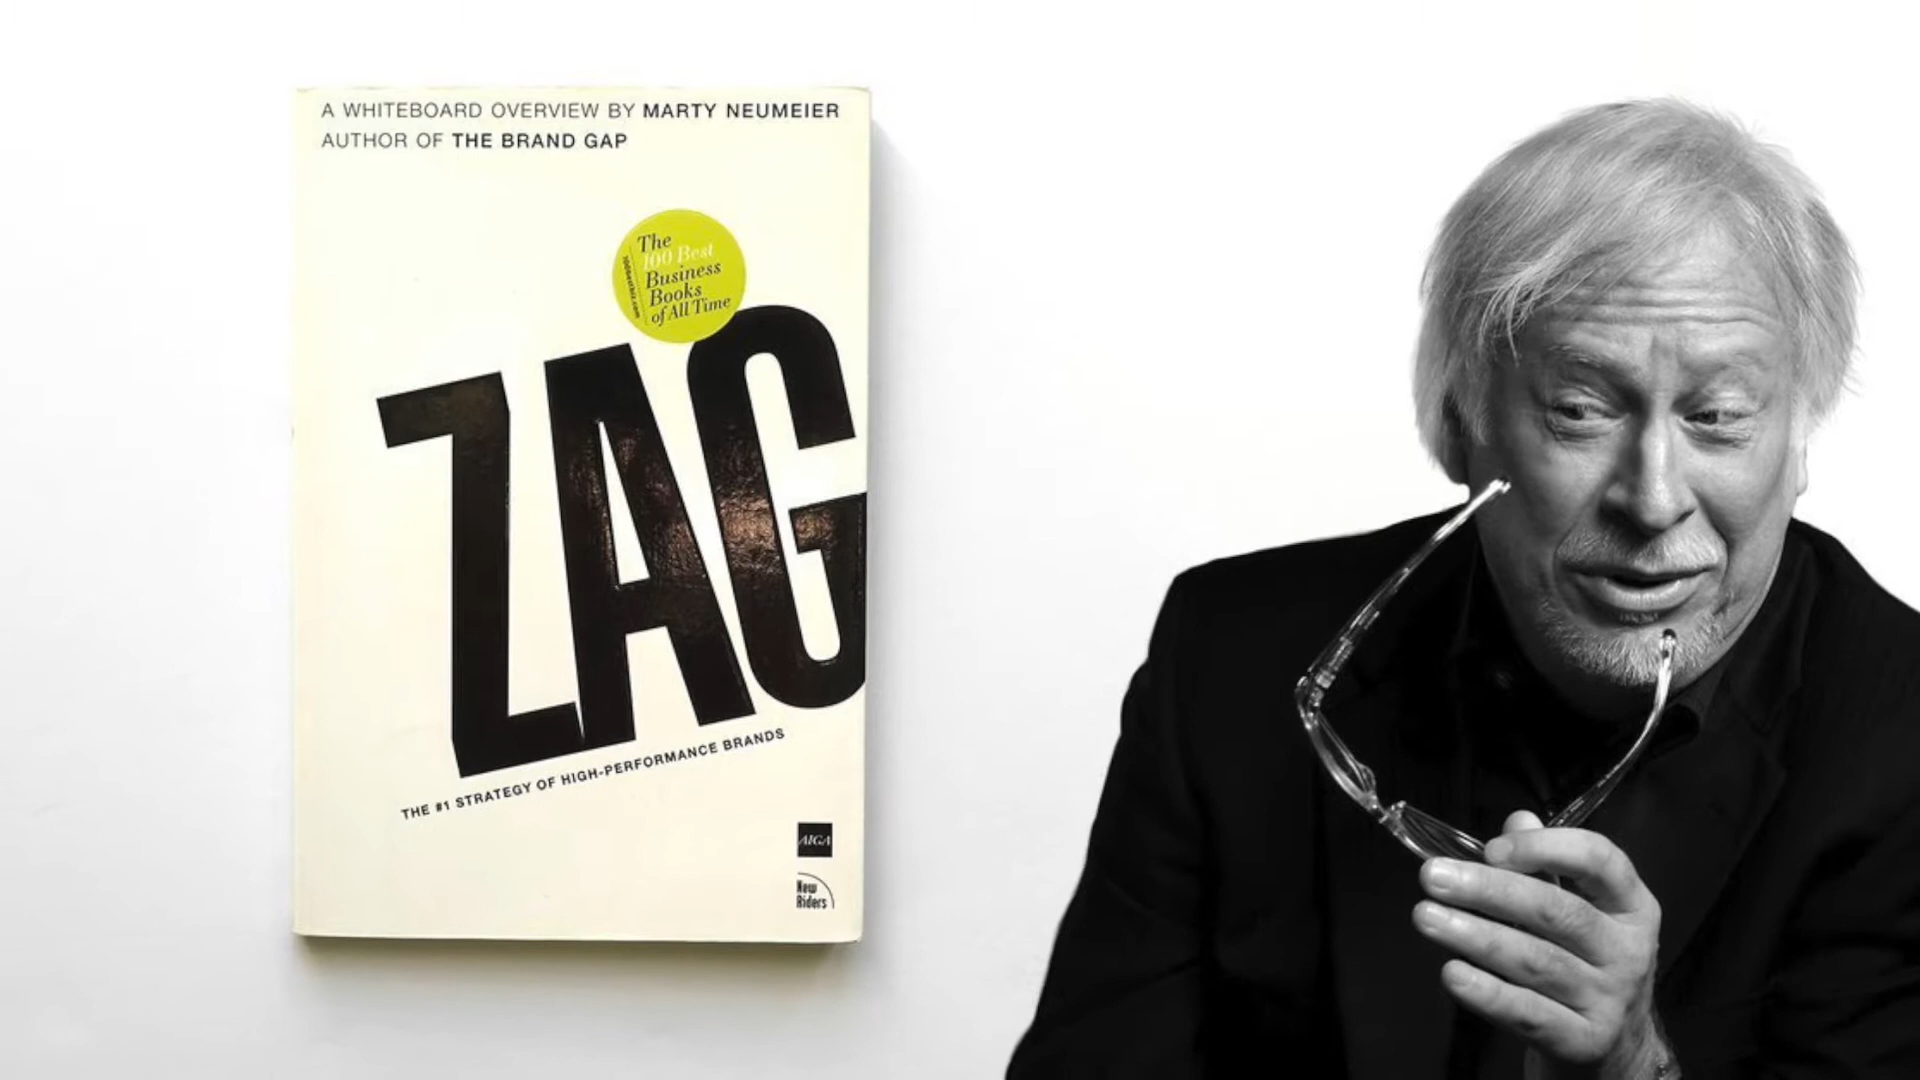 A WHITEBOARD OVERVIEW BY MARTY NEUMEIER
AUTHOR OF THE BRAND GAP
The
100 Best
Business
Books
of All Time
ZAG
THE #1 STRATEGY OF HIGH-PERFORMANCE BRANDS
AIGA
New
Riders